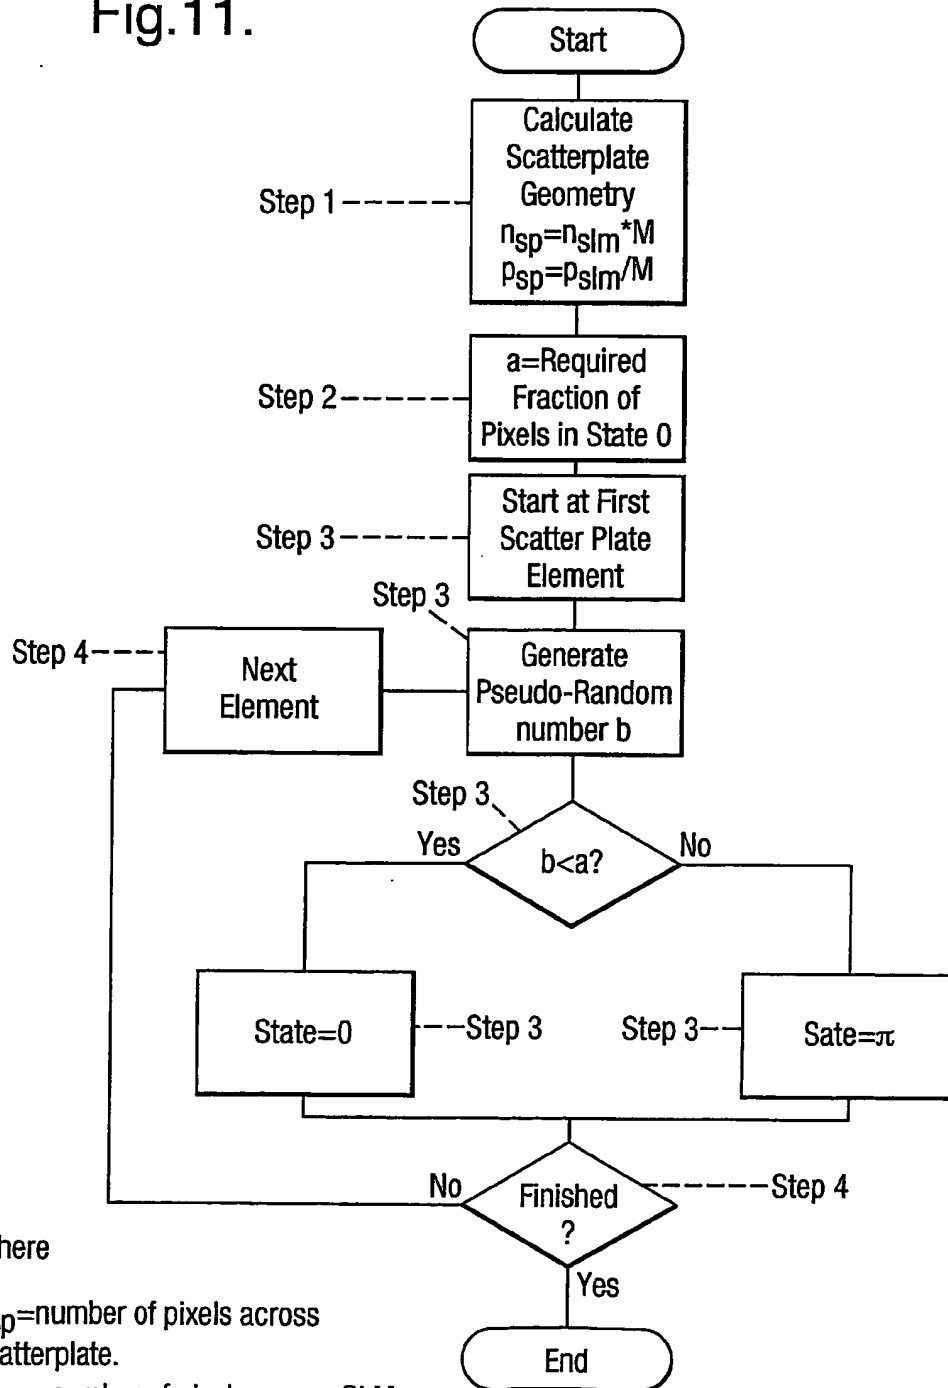 Fig.11.
Start
Calculate
Scatterplate
Geometry
nsp=nslm*M
psp=pslm/M
Step 1
a=Required
Fraction of
Pixels in State 0
Step 2
Start at First
Scatter Plate
Element
Step 3
Step 3
Generate
Pseudo-Random
number b
Step 4
Next
Element
Step 3
Yes
b<a?
No
State=0
Step 3
Step 3
Sate=π
No
Finished
?
Step 4
Yes
End
here
p=number of pixels across
atterplate.